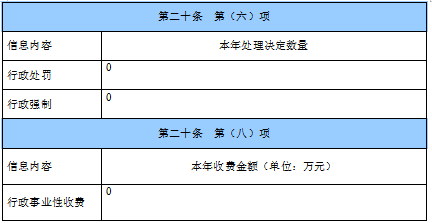 第二十条 第（六）项
信息内容 本年处理决定数量
行政处罚 0
行政强制 0
第二十条 第（八）项
信息内容 本年收费金额（单位：万元）
行政事业性收费 0